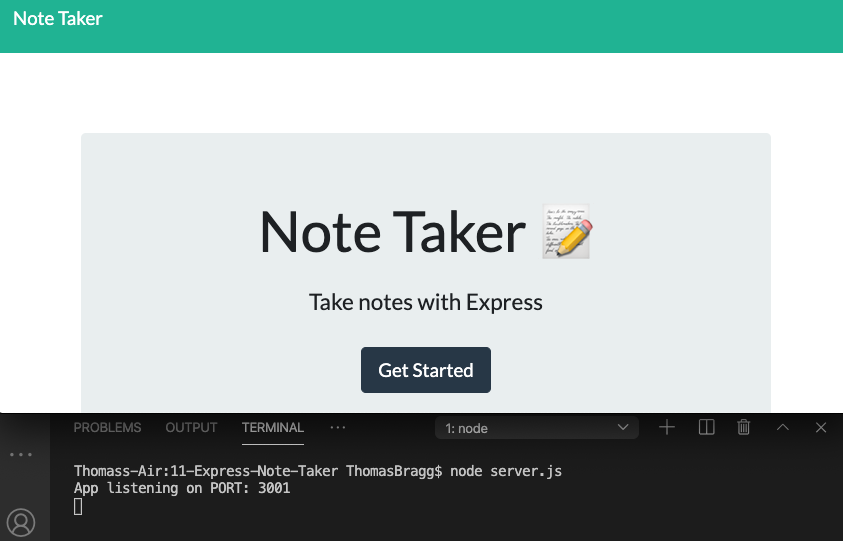 Note Taker
Note Taker
Take notes with Express
Get Started
PROBLEMS OUTPUT TERMINAL ··· 1: node
Thomass-Air:11-Express-Note-Taker ThomasBragg$ node server.js
App listening on PORT: 3001